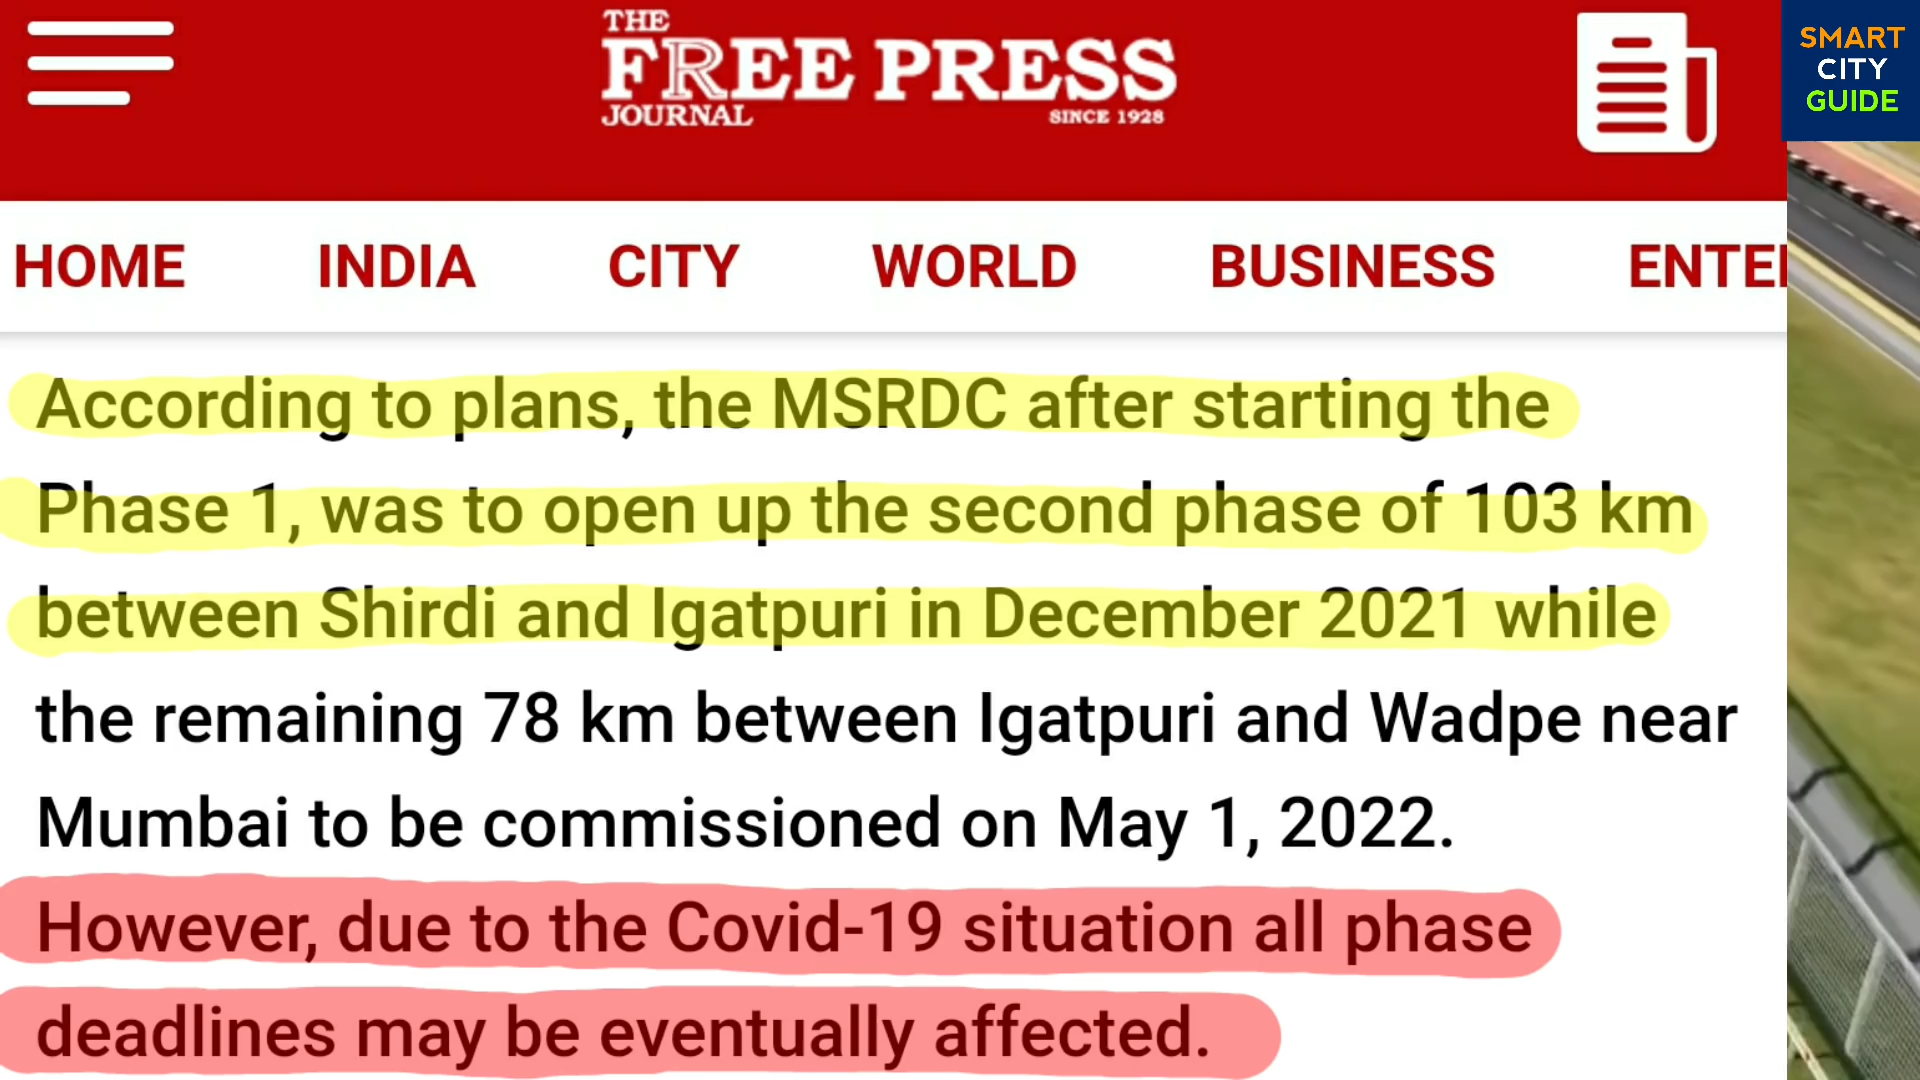 THE
FREE PRESS
JOURNAL
SINCE 1928
SMART
CITY
GUIDE
HOME INDIA CITY WORLD BUSINESS ENTE
According to plans, the MSRDC after starting the
Phase 1, was to open up the second phase of 103 km
between Shirdi and Igatpuri in December 2021 while
the remaining 78 km between Igatpuri and Wadpe near
Mumbai to be commissioned on May 1, 2022.
However, due to the Covid-19 situation all phase
deadlines may be eventually affected.